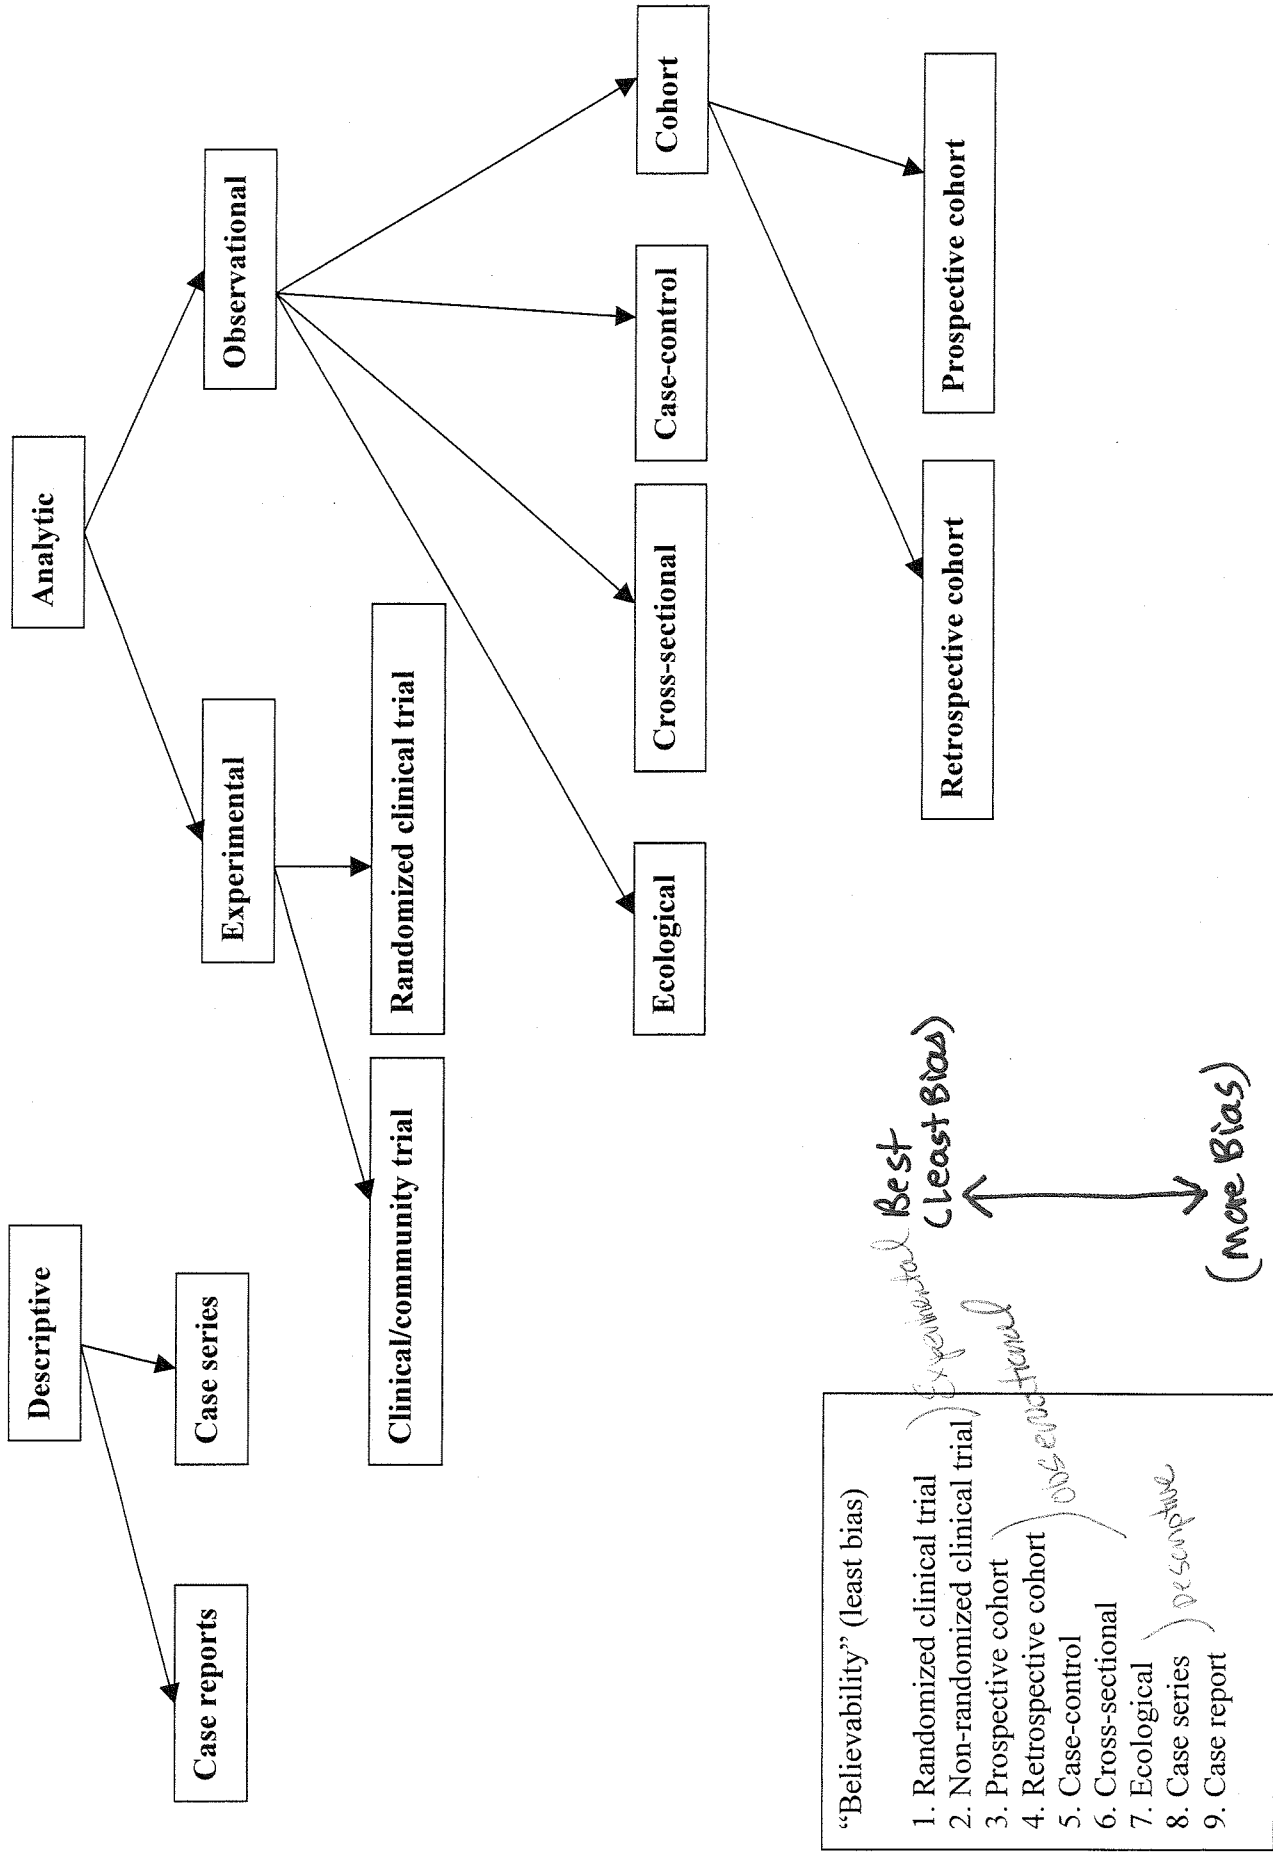 Descriptive
Analytic
Case reports
Case series
Experimental
Observational
Clinical/community trial
Randomized clinical trial
Ecological
Cross-sectional
Case-control
Cohort
Retrospective cohort
Prospective cohort
“Believability” (least bias)
1. Randomized clinical trial
2. Non-randomized clinical trial
3. Prospective cohort
4. Retrospective cohort
5. Case-control
6. Cross-sectional
7. Ecological
8. Case series
9. Case report
Experimental
observational
Descriptive
Best
(Least Bias)
(More Bias)